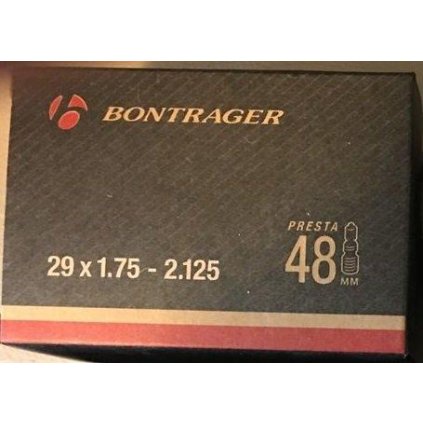 BONTRAGER
PRESTA
29 x 1.75 - 2.125
48
MM